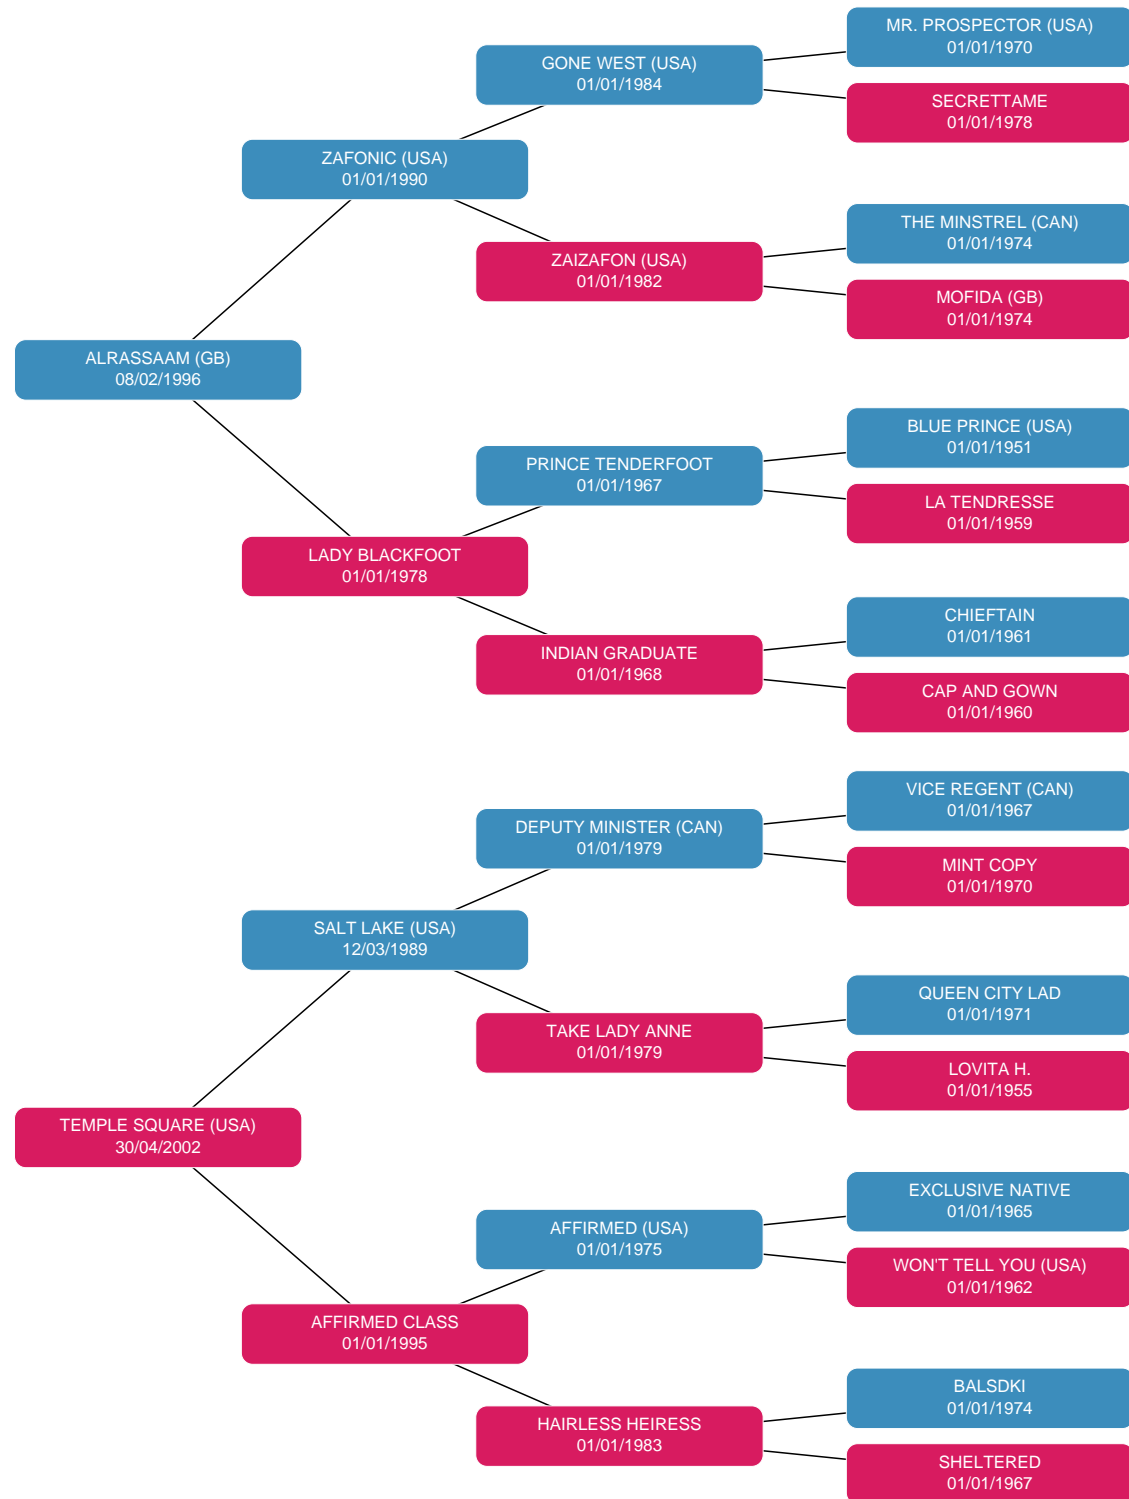 MR. PROSPECTOR (USA)
01/01/1970
GONE WEST (USA)
01/01/1984
SECRETTAME
01/01/1978
ZAFONIC (USA)
01/01/1990
THE MINSTREL (CAN)
01/01/1974
ZAIZAFON (USA)
01/01/1982
MOFIDA (GB)
01/01/1974
ALRASSAAM (GB)
08/02/1996
BLUE PRINCE (USA)
01/01/1951
PRINCE TENDERFOOT
01/01/1967
LA TENDRESSE
01/01/1959
LADY BLACKFOOT
01/01/1978
CHIEFTAIN
01/01/1961
INDIAN GRADUATE
01/01/1968
CAP AND GOWN
01/01/1960
VICE REGENT (CAN)
01/01/1967
DEPUTY MINISTER (CAN)
01/01/1979
MINT COPY
01/01/1970
SALT LAKE (USA)
12/03/1989
QUEEN CITY LAD
01/01/1971
TAKE LADY ANNE
01/01/1979
LOVITA H.
01/01/1955
TEMPLE SQUARE (USA)
30/04/2002
EXCLUSIVE NATIVE
01/01/1965
AFFIRMED (USA)
01/01/1975
WON'T TELL YOU (USA)
01/01/1962
AFFIRMED CLASS
01/01/1995
BALSDKI
01/01/1974
HAIRLESS HEIRESS
01/01/1983
SHELTERED
01/01/1967